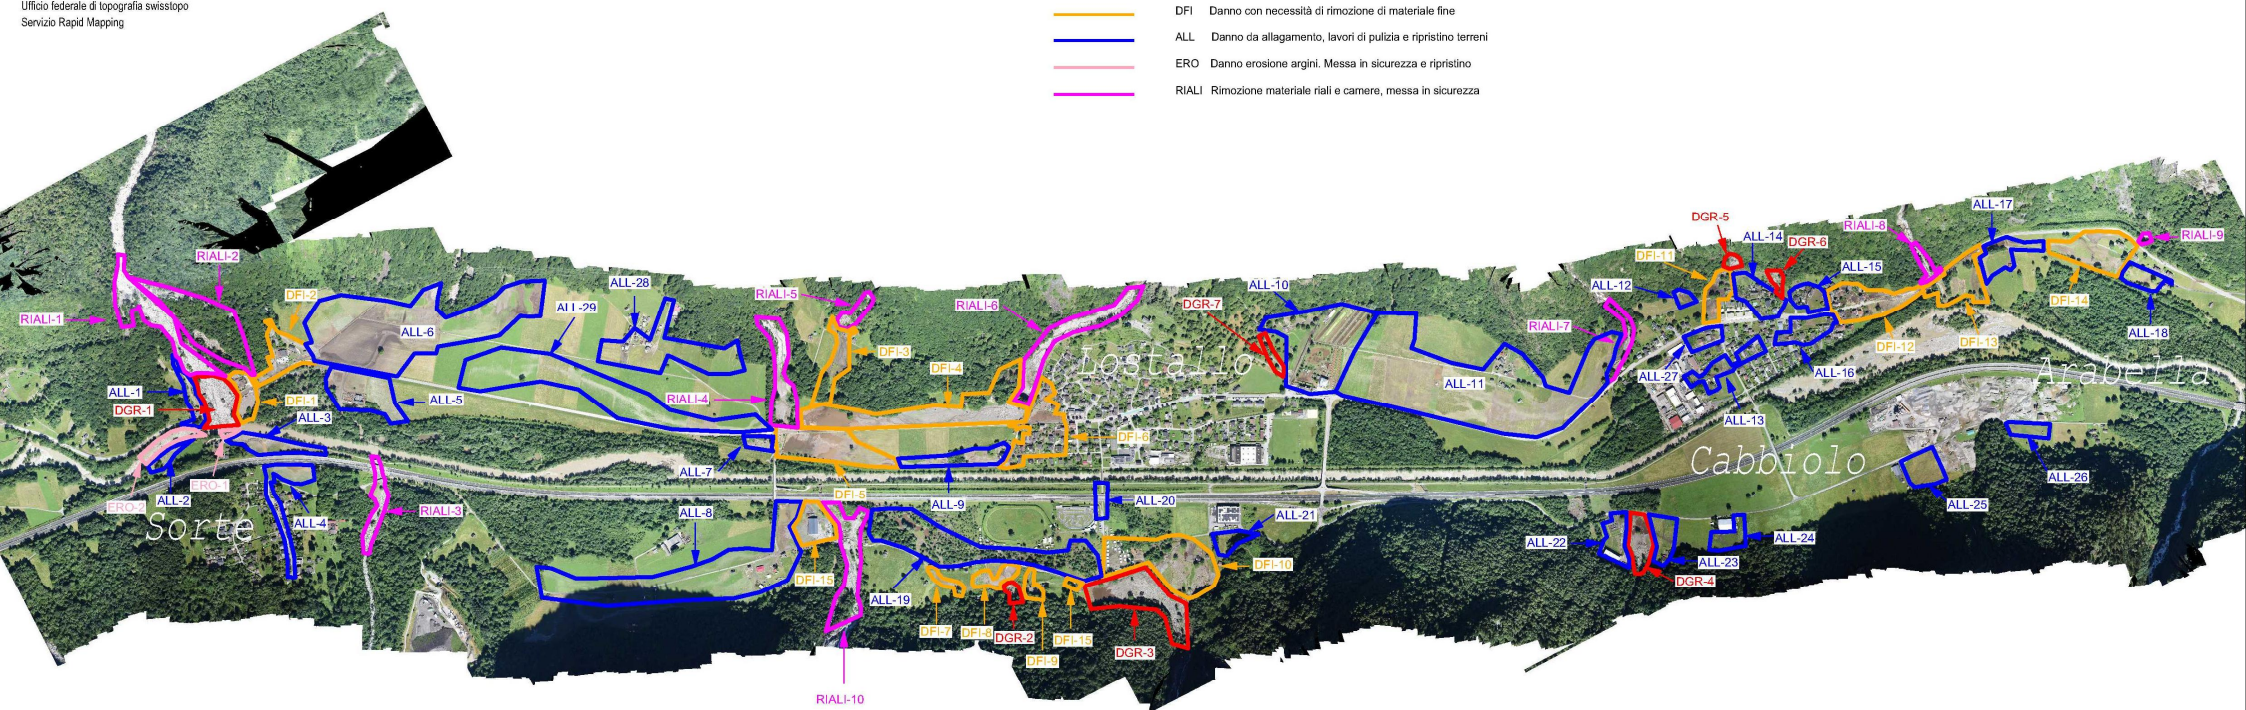 Ufficio federale di topografia swisstopo
Servizio Rapid Mapping
DFI Danno con necessità di rimozione di materiale fine
ALL Danno da allagamento, lavori di pulizia e ripristino terreni
ERO Danno erosione argini. Messa in sicurezza e ripristino
RIALI Rimozione materiale riali e camere, messa in sicurezza
RIALI-1
RIALI-2
DFI-2
ALL-6
ALL-29
ALL-28
RIALI-5
RIALI-6
DGR-7
ALL-10
RIALI-7
ALL-12
DFI-11
DGR-5
ALL-14
DGR-6
ALL-15
RIALI-8
ALL-17
RIALI-9
DFI-14
ALL-18
ALL-1
DGR-1
DFI-1
ALL-3
ALL-5
RIALI-4
DFI-3
DFI-4
Lostallo
ALL-11
ALL-27
ALL-13
ALL-16
DFI-12
DFI-13
Arabella
ERO-2
ALL-2
ERO-1
Sorte
ALL-4
RIALI-3
ALL-7
ALL-8
DFI-5
ALL-9
DFI-6
ALL-20
ALL-21
Cabbiolo
ALL-25
ALL-26
DFI-15
ALL-19
DFI-7
DFI-8
DGR-2
DFI-9
DFI-15
DGR-3
DFI-10
ALL-22
DGR-4
ALL-23
ALL-24
RIALI-10